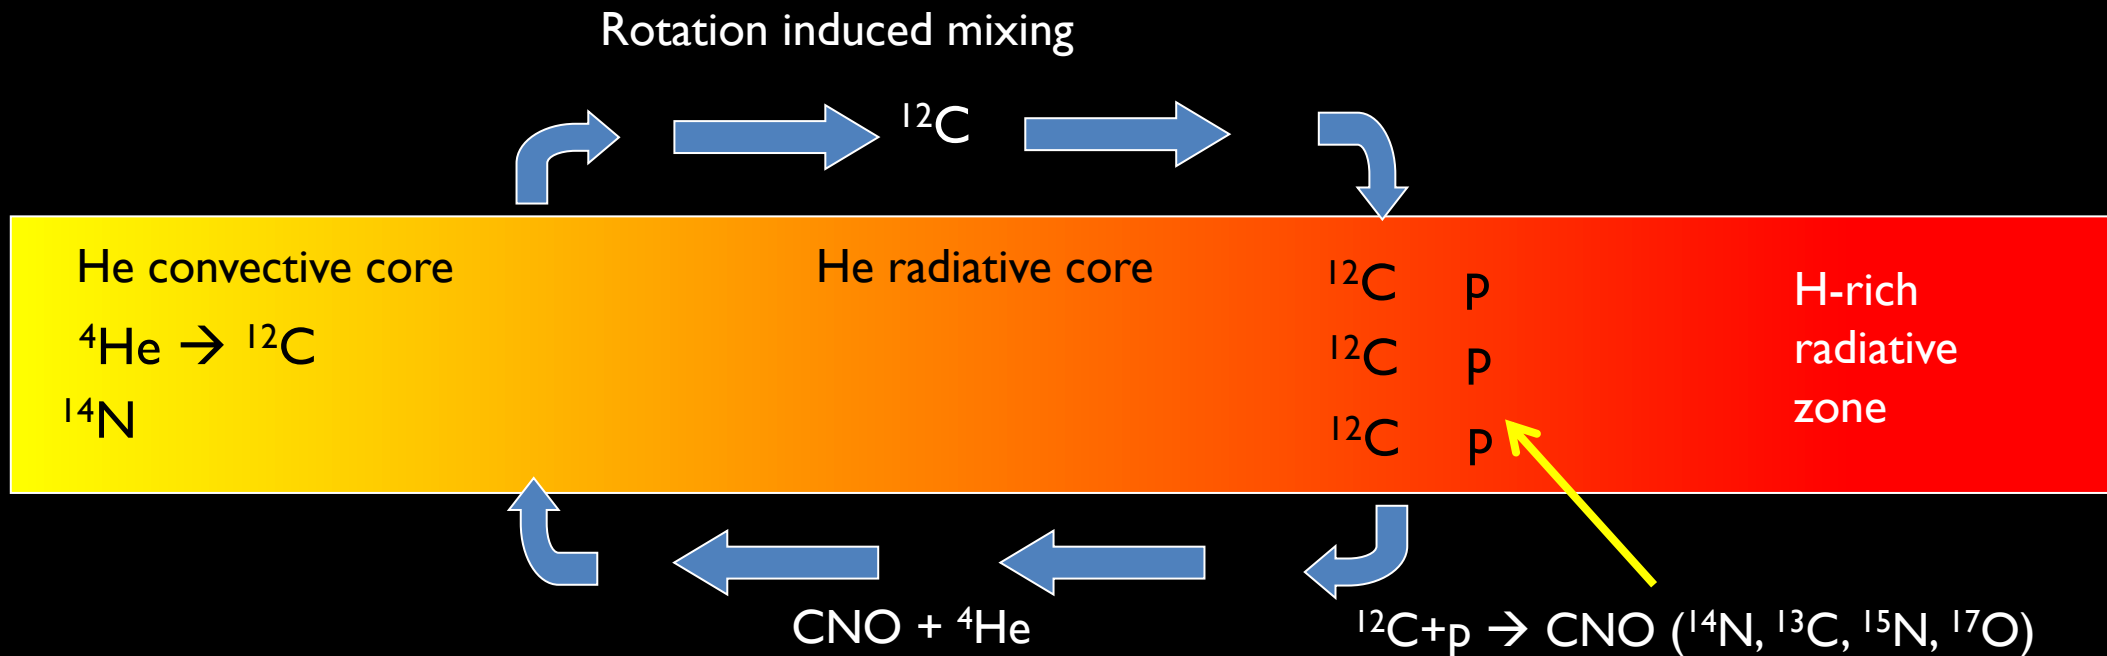 Rotation induced mixing
¹²C
He convective core
⁴He → ¹²C
¹⁴N
He radiative core
¹²C p
¹²C p
¹²C p
H-rich
radiative
zone
CNO + ⁴He
¹²C+p → CNO (¹⁴N, ¹³C, ¹⁵N, ¹⁷O)